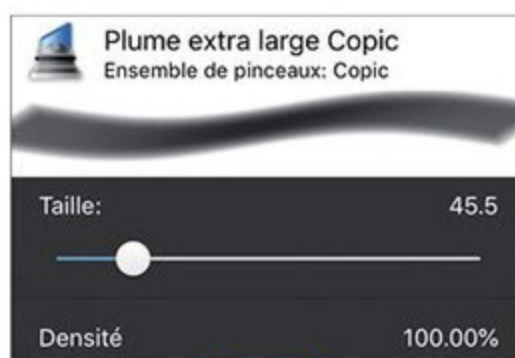 Plume extra large Copic
Ensemble de pinceaux: Copic
Taille: 45.5
Densité 100.00%